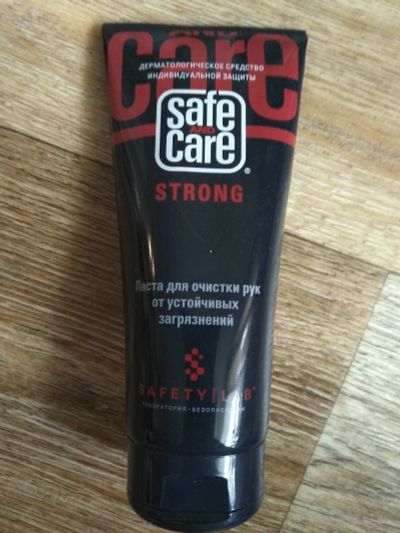 AND
care
ДЕРМАТОЛОГИЧЕСКОЕ СРЕДСТВО
ИНДИВИДУАЛЬНОЙ ЗАЩИТЫ
safe
AND
care
®
STRONG
Паста для очистки рук
от устойчивых
загрязнений
SAFETY|LAB
ЛАБОРАТОРИЯ • БЕЗОПАСНОСТИ